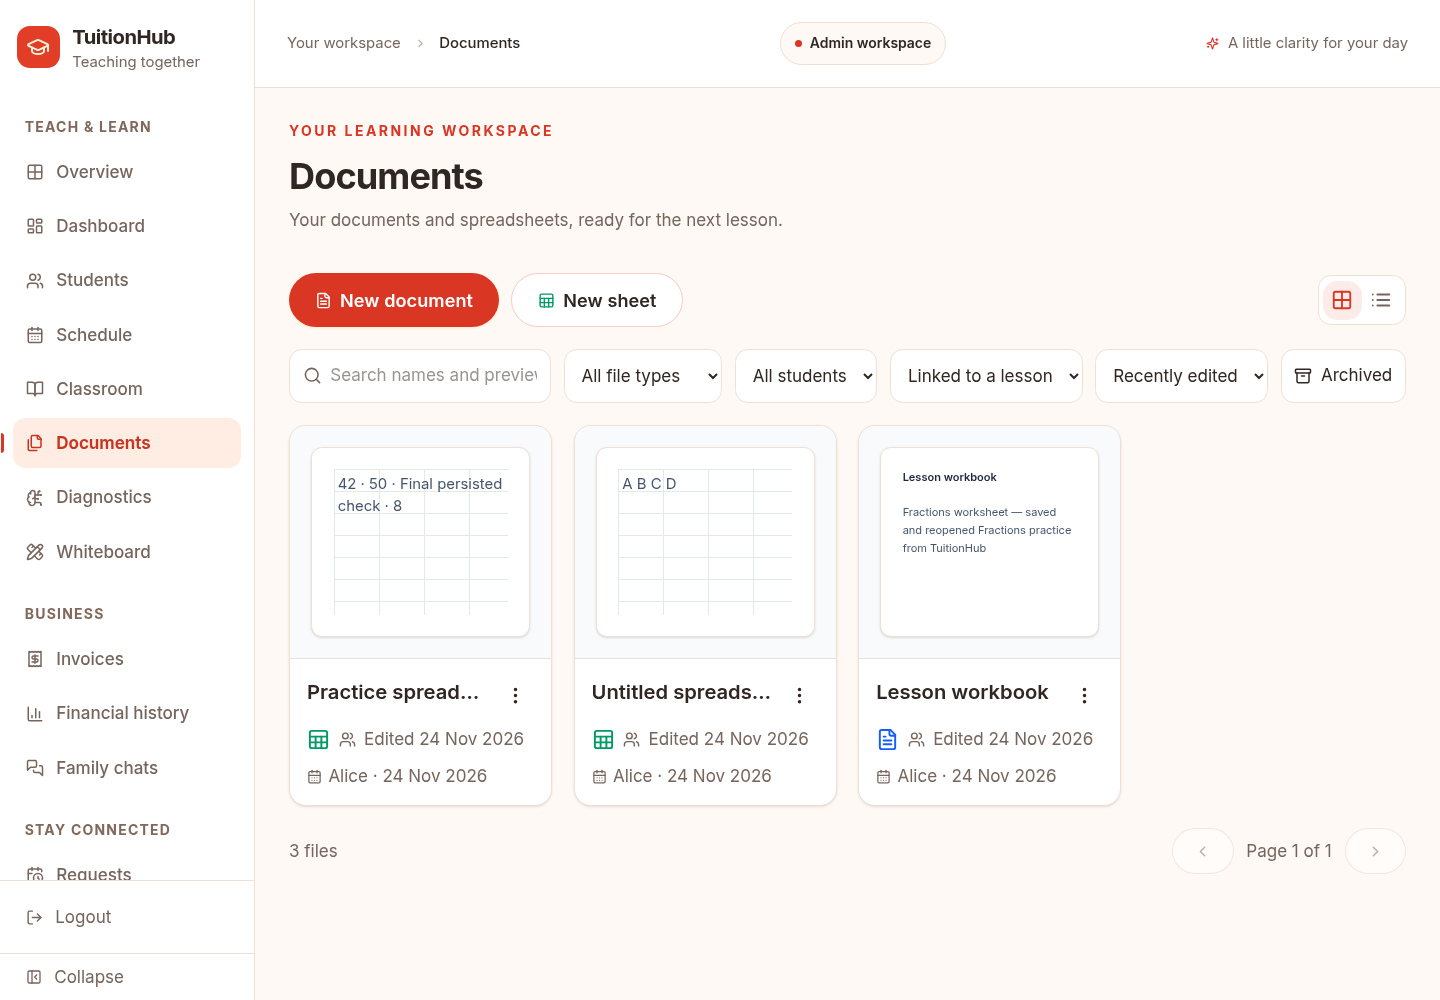 TuitionHub
Teaching together
TEACH & LEARN
Overview
Dashboard
Students
Schedule
Classroom
Documents
Diagnostics
Whiteboard
BUSINESS
Invoices
Financial history
Family chats
STAY CONNECTED
Requests
Logout
Collapse
Your workspace
Documents
Admin workspace
A little clarity for your day
YOUR LEARNING WORKSPACE
Documents
Your documents and spreadsheets, ready for the next lesson.
New document
New sheet
Search names and preview
All file types
All students
Linked to a lesson
Recently edited
Archived
42 · 50 · Final persisted
check · 8
Practice spread...
Edited 24 Nov 2026
Alice · 24 Nov 2026
A B C D
Untitled spreads...
Edited 24 Nov 2026
Alice · 24 Nov 2026
Lesson workbook
Fractions worksheet — saved
and reopened Fractions practice
from TuitionHub
Lesson workbook
Edited 24 Nov 2026
Alice · 24 Nov 2026
3 files
Page 1 of 1